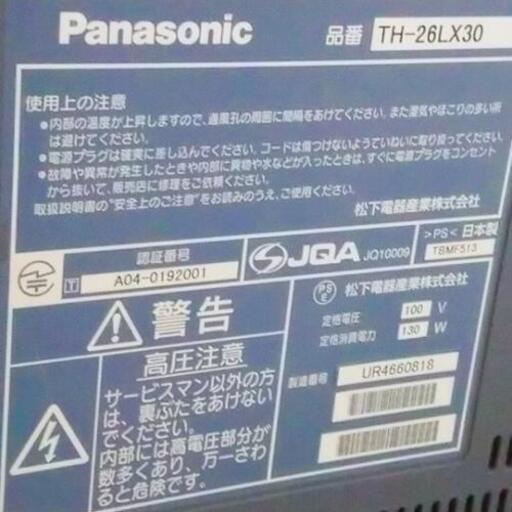 Panasonic 品番 TH-26LX30
使用上の注意
●内部の温度が上昇しますので、通風孔の周囲に間隔をあけてください。また湿気やほこりの多い所
は避けてください。
●電源プラグは確実に差し込んでください。コードは傷つけないようていねいに取り扱ってください。
●故障や異常が発生したときや内部に異物や水などが入ったときは、すぐに電源プラグをコンセント
から抜いて、販売店に修理をご依頼ください。
取扱説明書の"安全上のご注意"をお読みのうえ、ご使用ください。
松下電器産業株式会社
認証番号
T A04-0192001
JQA JQ10009
>PS< 日本製
TBMF513
警告
高圧注意
サービスマン以外の方
は、裏ぶたをあけない
でください。
内部には高電圧部分が
数多くあり、万一さわ
ると危険です。
PS
E 松下電器産業株式会社
定格電圧 100 V
定格消費電力 130 W
製造番号 UR4660818